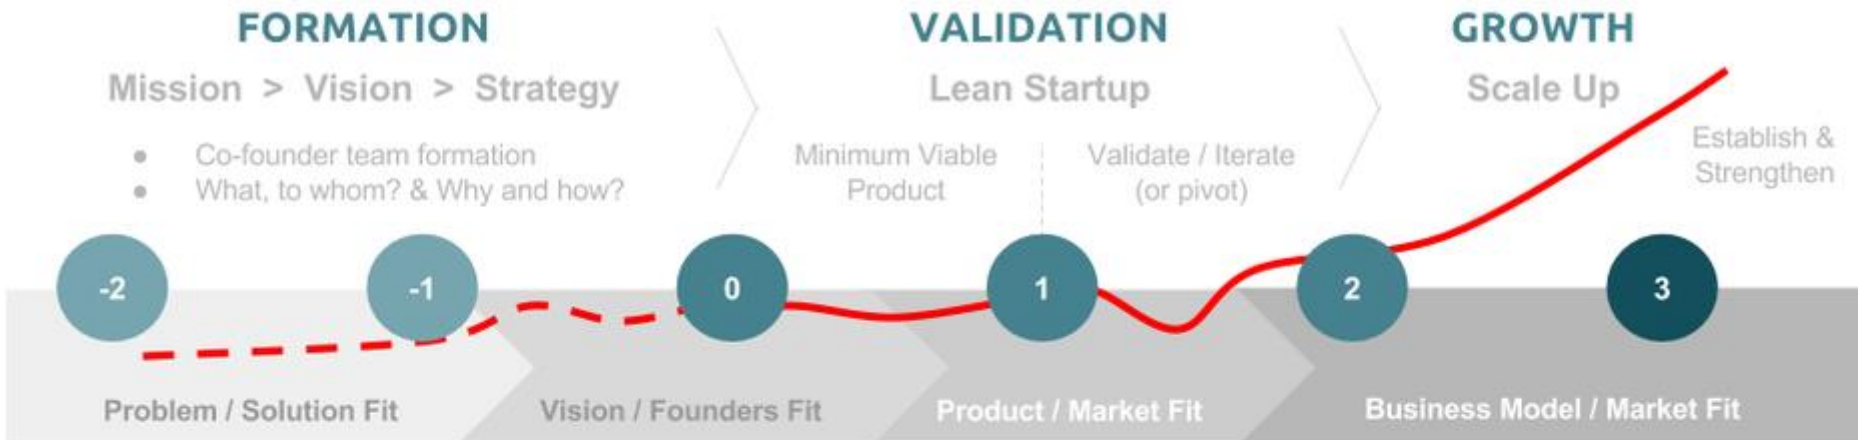 FORMATION
Mission > Vision > Strategy
● Co-founder team formation
● What, to whom? & Why and how?
VALIDATION
Lean Startup
Minimum Viable
Product
Validate / Iterate
(or pivot)
GROWTH
Scale Up
Establish &
Strengthen
-2
-1
0
1
2
3
Problem / Solution Fit
Vision / Founders Fit
Product / Market Fit
Business Model / Market Fit